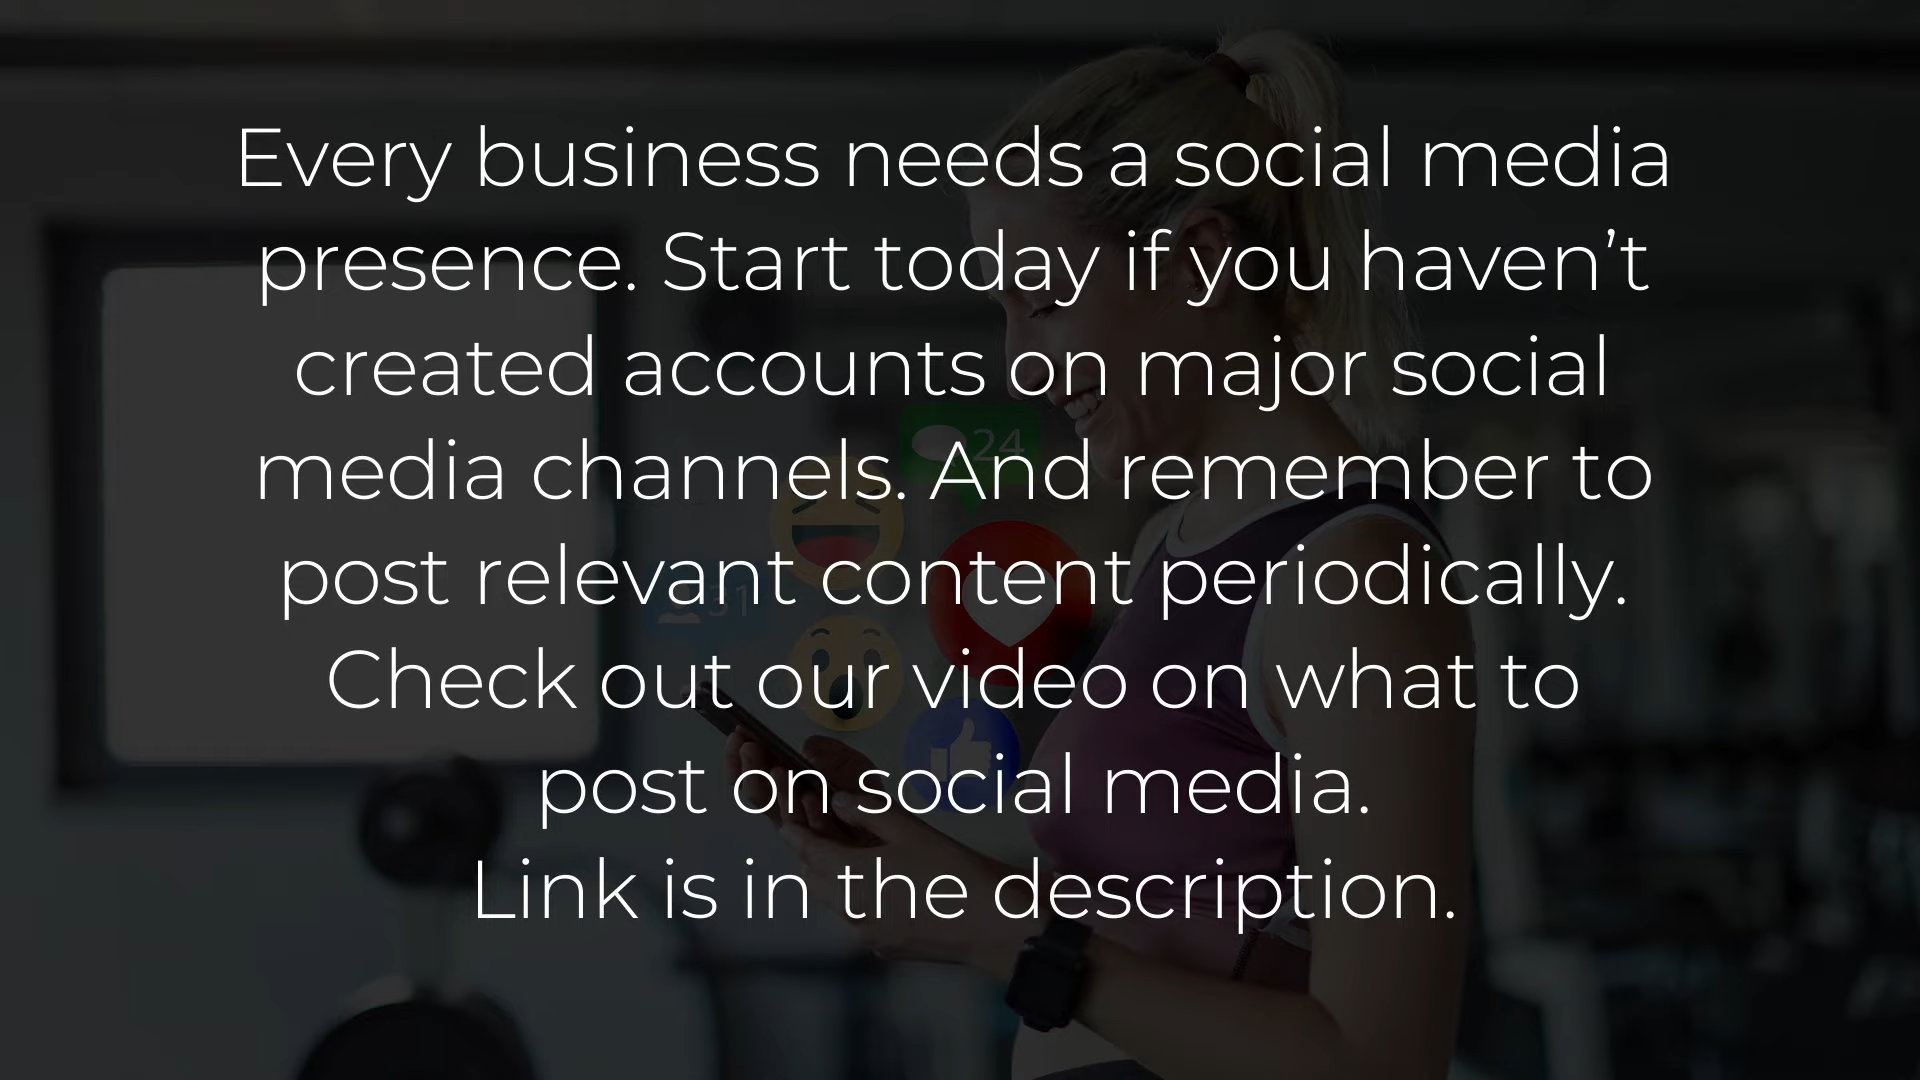 Every business needs a social media
presence. Start today if you haven’t
created accounts on major social
media channels. And remember to
post relevant content periodically.
Check out our video on what to
post on social media.
Link is in the description.
24
31